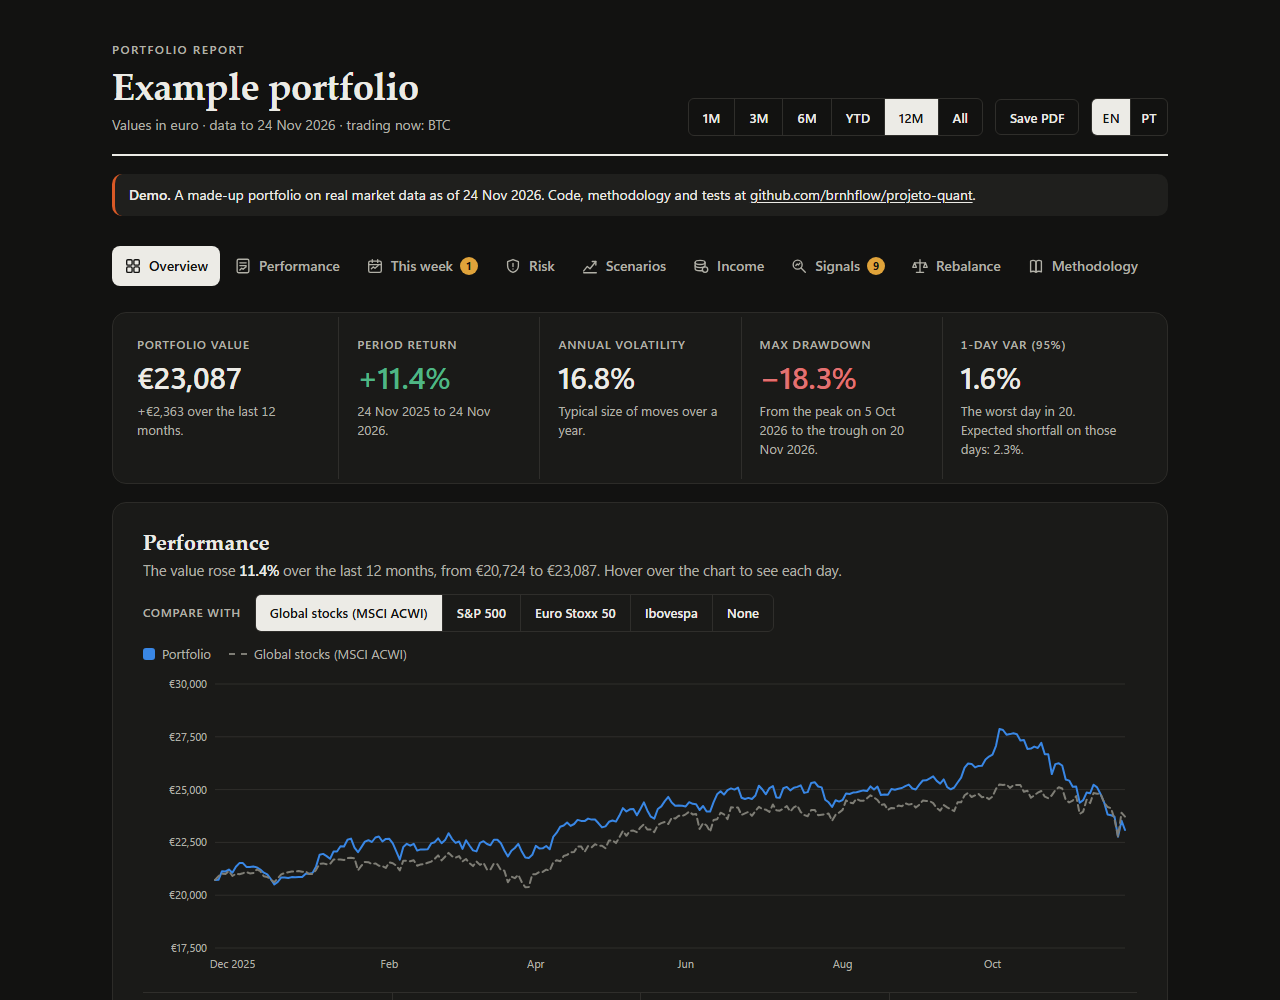 PORTFOLIO REPORT
Example portfolio
Values in euro · data to 24 Nov 2026 · trading now: BTC
1M 3M 6M YTD 12M All Save PDF EN PT
Demo. A made-up portfolio on real market data as of 24 Nov 2026. Code, methodology and tests at github.com/brnhflow/projeto-quant.
Overview Performance This week 1 Risk Scenarios Income Signals 9 Rebalance Methodology
PORTFOLIO VALUE
€23,087
+€2,363 over the last 12
months.
PERIOD RETURN
+11.4%
24 Nov 2025 to 24 Nov
2026.
ANNUAL VOLATILITY
16.8%
Typical size of moves over a
year.
MAX DRAWDOWN
−18.3%
From the peak on 5 Oct
2026 to the trough on 20
Nov 2026.
1-DAY VAR (95%)
1.6%
The worst day in 20.
Expected shortfall on those
days: 2.3%.
Performance
The value rose 11.4% over the last 12 months, from €20,724 to €23,087. Hover over the chart to see each day.
COMPARE WITH Global stocks (MSCI ACWI) S&P 500 Euro Stoxx 50 Ibovespa None
Portfolio Global stocks (MSCI ACWI)
€30,000
€27,500
€25,000
€22,500
€20,000
€17,500
Dec 2025 Feb Apr Jun Aug Oct